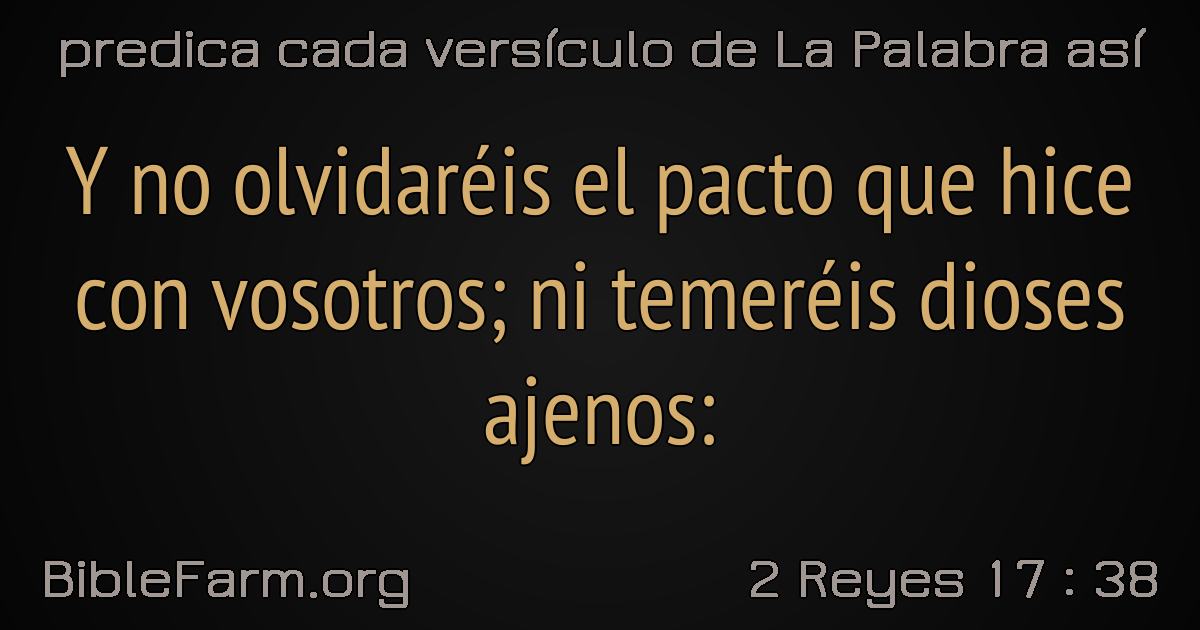 predica cada versículo de La Palabra así
Y no olvidaréis el pacto que hice
con vosotros; ni temeréis dioses
ajenos:
BibleFarm.org
2 Reyes 17 : 38